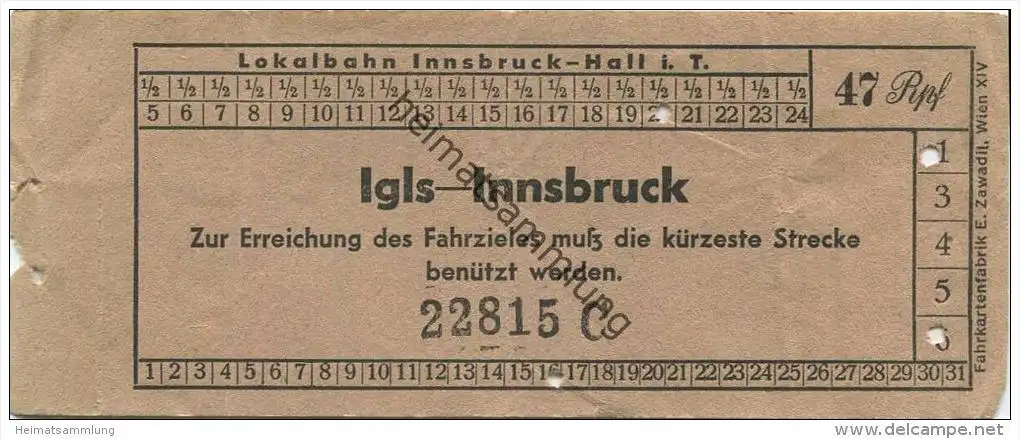 Lokalbahn Innsbruck–Hall i. T.
½ ½ ½ ½ ½ ½ ½ ½ ½ ½ ½ ½ ½ ½ ½ ½ ½ ½ ½ ½
5 6 7 8 9 10 11 12 13 14 15 16 17 18 19 20 21 22 23 24
47 Rpf
Igls–Innsbruck
Zur Erreichung des Fahrzieles muß die kürzeste Strecke
benützt werden.
22815 C
1
3
4
5
6
1 2 3 4 5 6 7 8 9 10 11 12 13 14 15 16 17 18 19 20 21 22 23 24 25 26 27 28 29 30 31
Fahrkartenfabrik E. Zawadil, Wien XIV
heimatsammlung
Heimatsammlung
delcampe.net